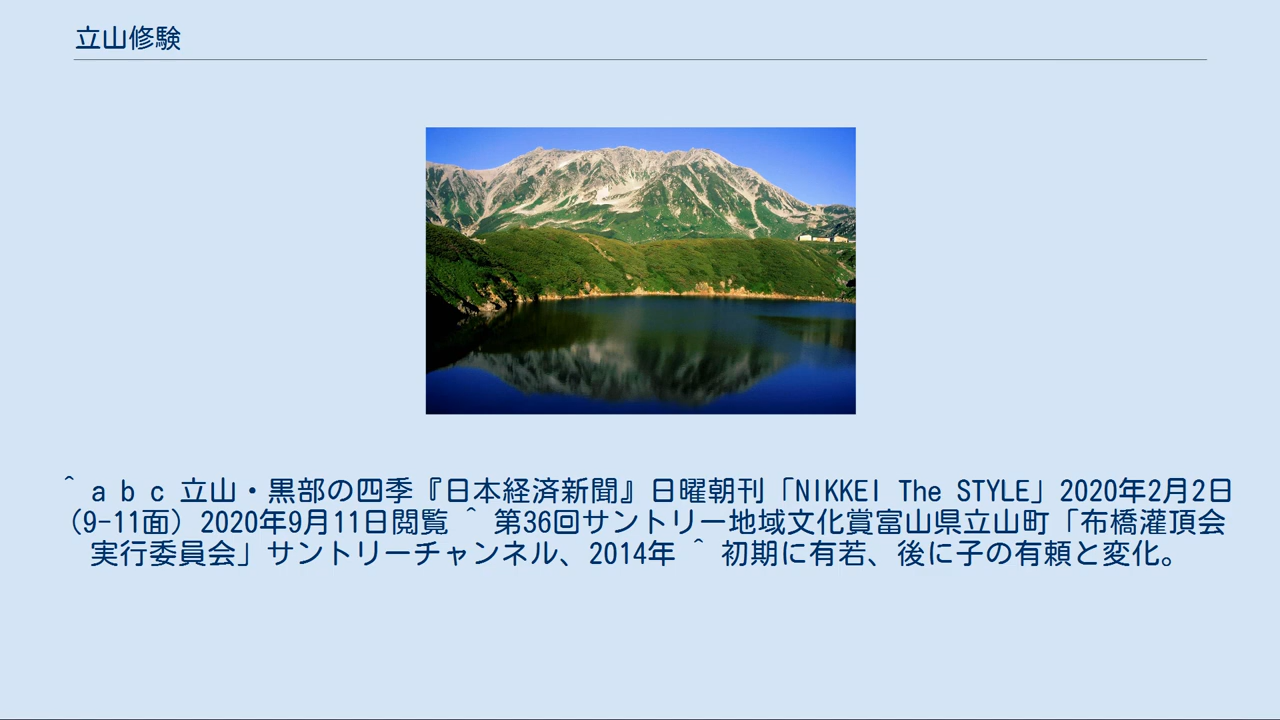 立山修験
^ a b c 立山・黒部の四季『日本経済新聞』日曜朝刊「NIKKEI The STYLE」2020年2月2日
（9-11面）2020年9月11日閲覧 ^ 第36回サントリー地域文化賞富山県立山町「布橋灌頂会
実行委員会」サントリーチャンネル、2014年 ^ 初期に有若、後に子の有頼と変化。